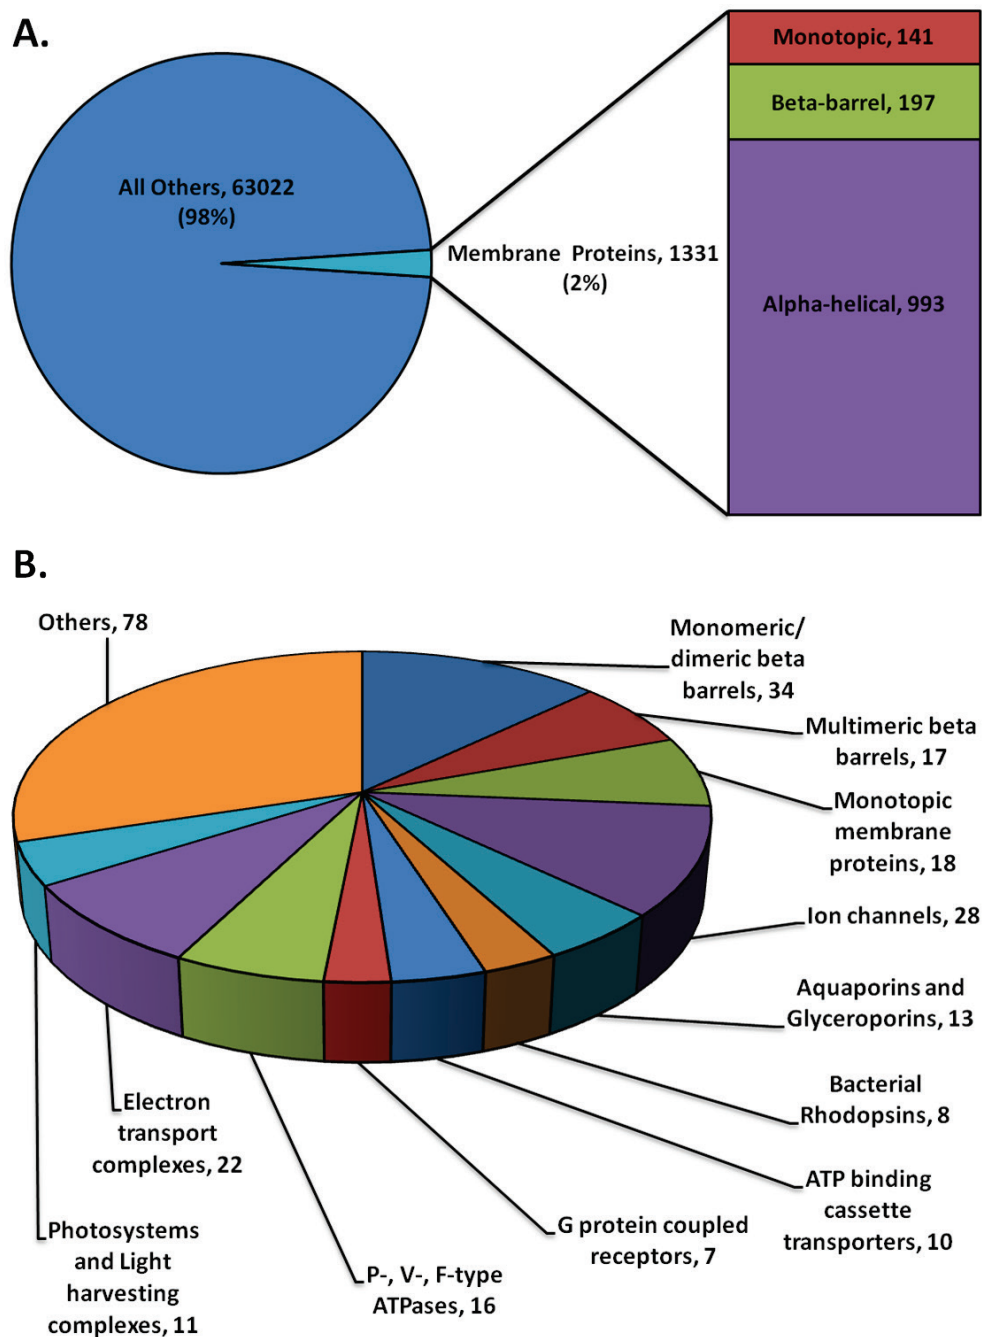 A.
All Others, 63022
(98%)
Membrane Proteins, 1331
(2%)
Monotopic, 141
Beta-barrel, 197
Alpha-helical, 993
B.
Others, 78
Monomeric/
dimeric beta
barrels, 34
Multimeric beta
barrels, 17
Monotopic
membrane
proteins, 18
Ion channels, 28
Aquaporins and
Glyceroporins, 13
Bacterial
Rhodopsins, 8
ATP binding
cassette
transporters, 10
G protein coupled
receptors, 7
P-, V-, F-type
ATPases, 16
Electron
transport
complexes, 22
Photosystems
and Light
harvesting
complexes, 11